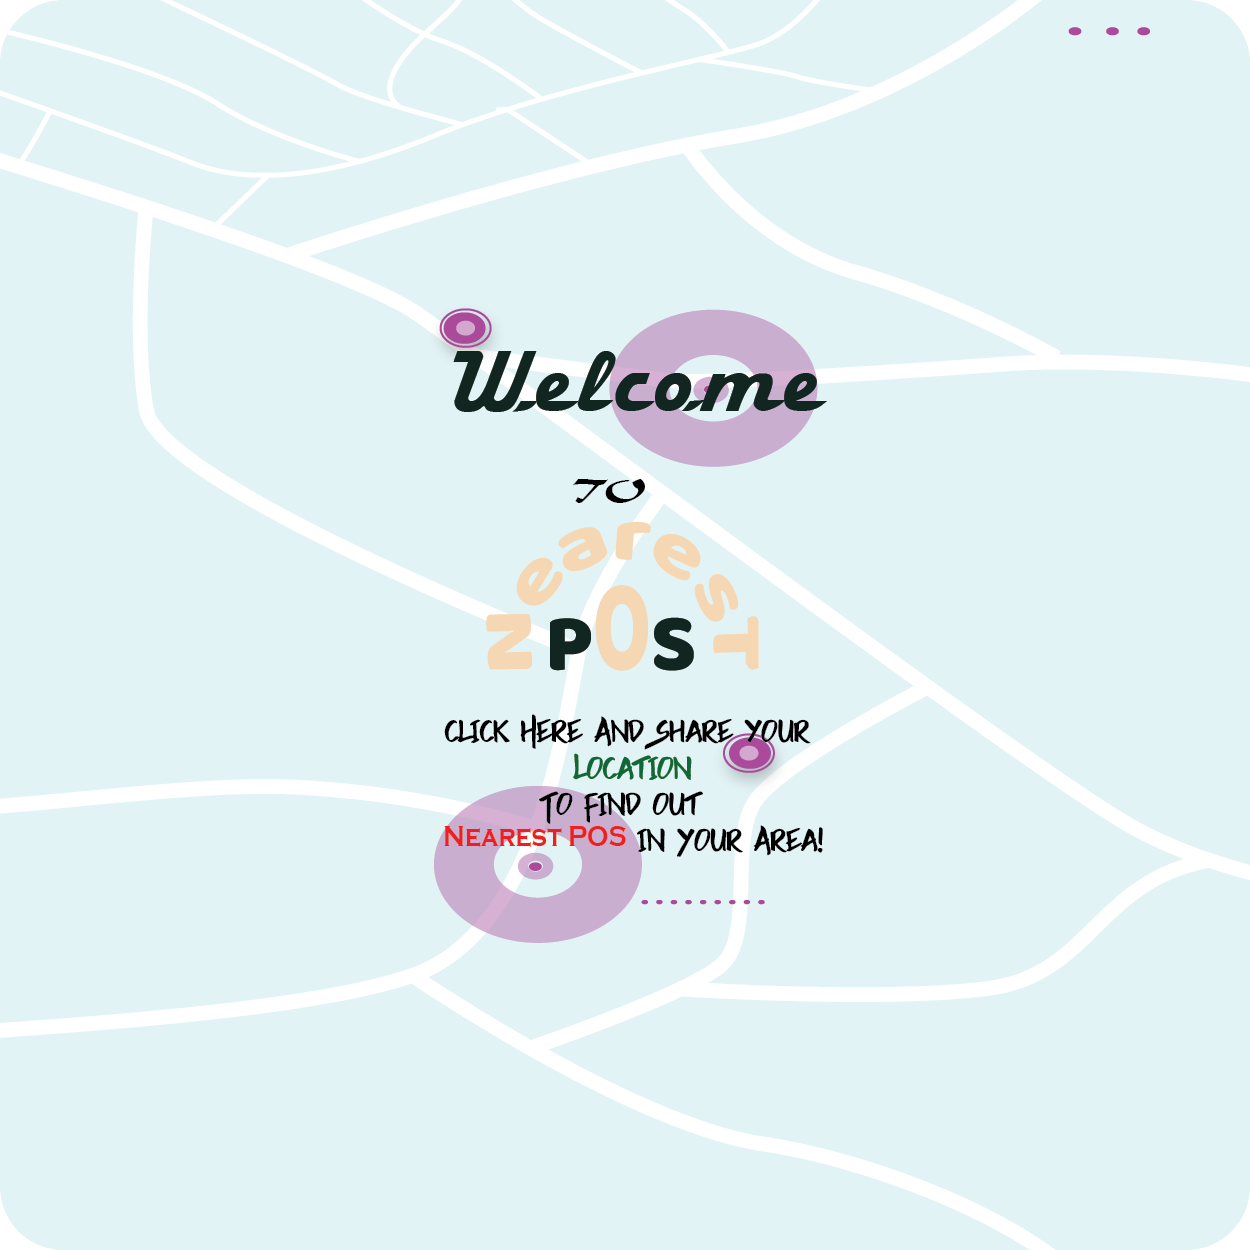 Welcome
TO
Nearest
POS
CLICK HERE AND SHARE YOUR
LOCATION
TO FIND OUT
NEAREST POS IN YOUR AREA!